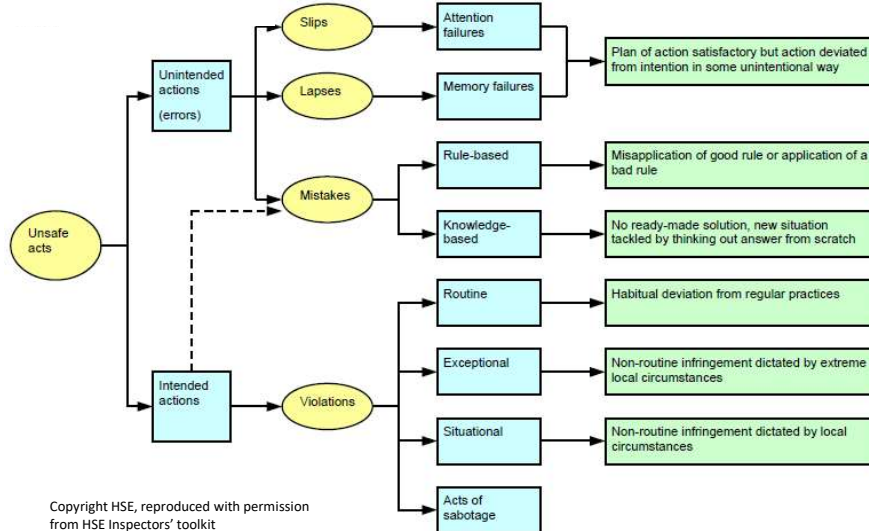 Slips
Attention
failures
Plan of action satisfactory but action deviated
from intention in some unintentional way
Unintended
actions
(errors)
Lapses
Memory failures
Rule-based
Misapplication of good rule or application of a
bad rule
Mistakes
Knowledge-
based
No ready-made solution, new situation
tackled by thinking out answer from scratch
Unsafe
acts
Routine
Habitual deviation from regular practices
Exceptional
Non-routine infringement dictated by extreme
local circumstances
Intended
actions
Violations
Situational
Non-routine infringement dictated by local
circumstances
Acts of
sabotage
Copyright HSE, reproduced with permission
from HSE Inspectors’ toolkit